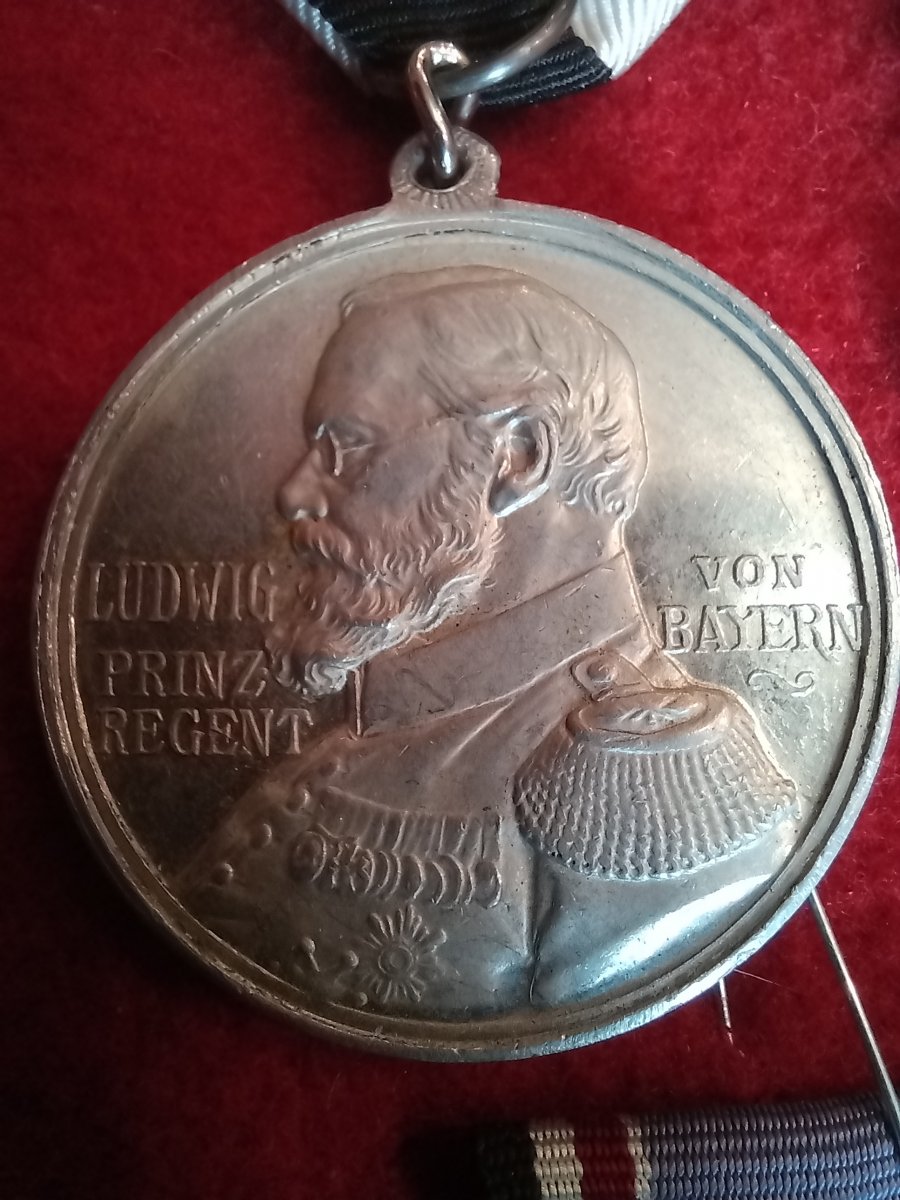 LUDWIG
PRINZ-
REGENT
VON
BAYERN